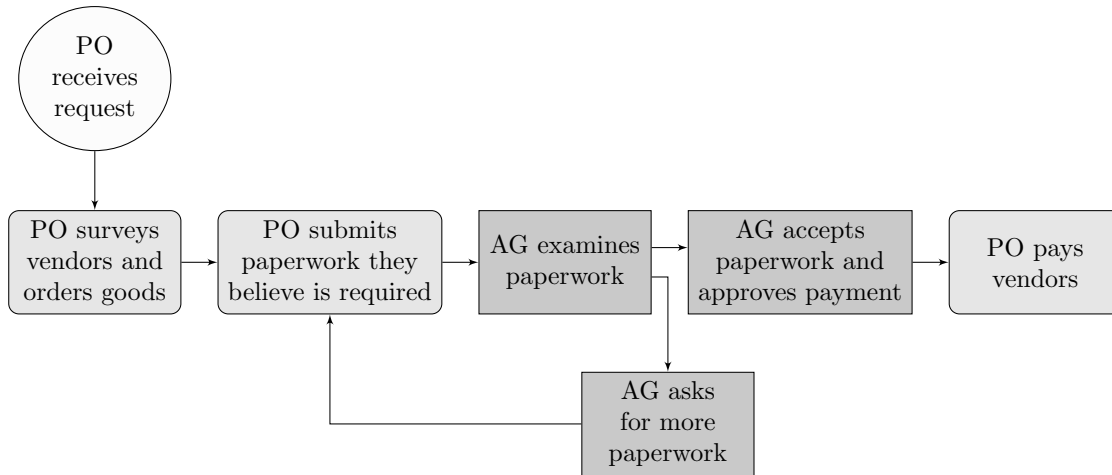 PO
receives
request
PO surveys
vendors and
orders goods
PO submits
paperwork they
believe is required
AG examines
paperwork
AG accepts
paperwork and
approves payment
PO pays
vendors
AG asks
for more
paperwork